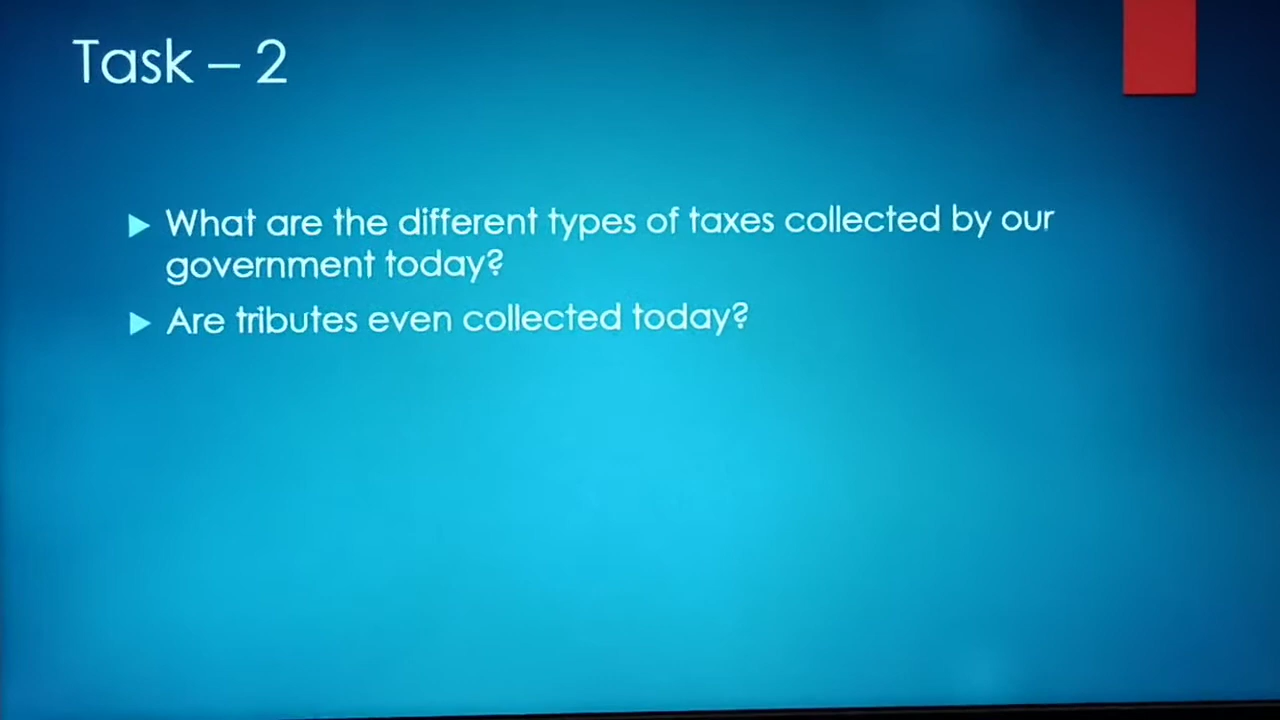 Task – 2
What are the different types of taxes collected by our
government today?
Are tributes even collected today?